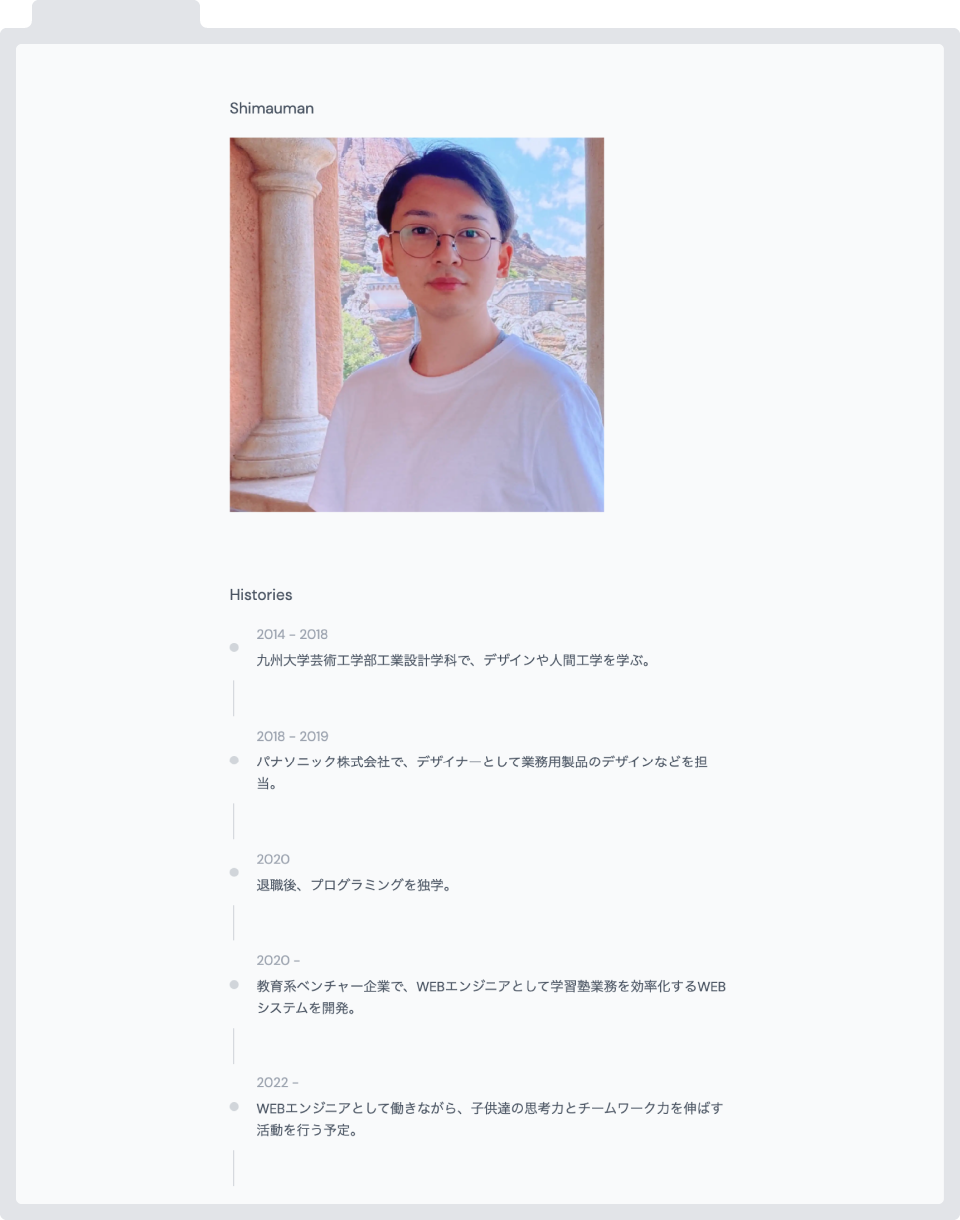 Shimauman
Histories
2014 - 2018
九州大学芸術工学部工業設計学科で、デザインや人間工学を学ぶ。
2018 - 2019
パナソニック株式会社で、デザイナ―として業務用製品のデザインなどを担
当。
2020
退職後、プログラミングを独学。
2020 -
教育系ベンチャー企業で、WEBエンジニアとして学習塾業務を効率化するWEB
システムを開発。
2022 -
WEBエンジニアとして働きながら、子供達の思考力とチームワーク力を伸ばす
活動を行う予定。